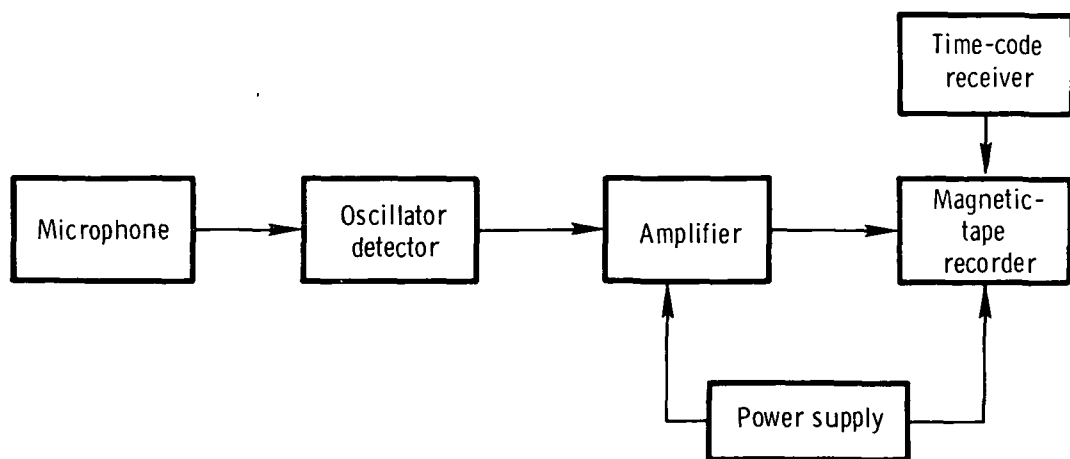 Time-code
receiver
Microphone
Oscillator
detector
Amplifier
Magnetic-
tape
recorder
Power supply